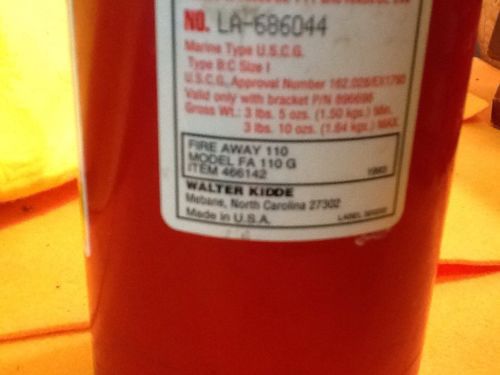 NO. LA-686044
Marine Type U.S.C.G.
Type B:C Size I
U.S.C.G. Approval Number 162.028/EX1790
Valid only with bracket P/N 896698
Gross Wt.: 3 lbs. 5 ozs. (1.50 kgs.) Min.
3 lbs. 10 ozs. (1.64 kgs.) MAX.
FIRE AWAY 110
MODEL FA 110 G
ITEM 466142
WALTER KIDDE
Mebane, North Carolina 27302
Made in U.S.A.
LABEL